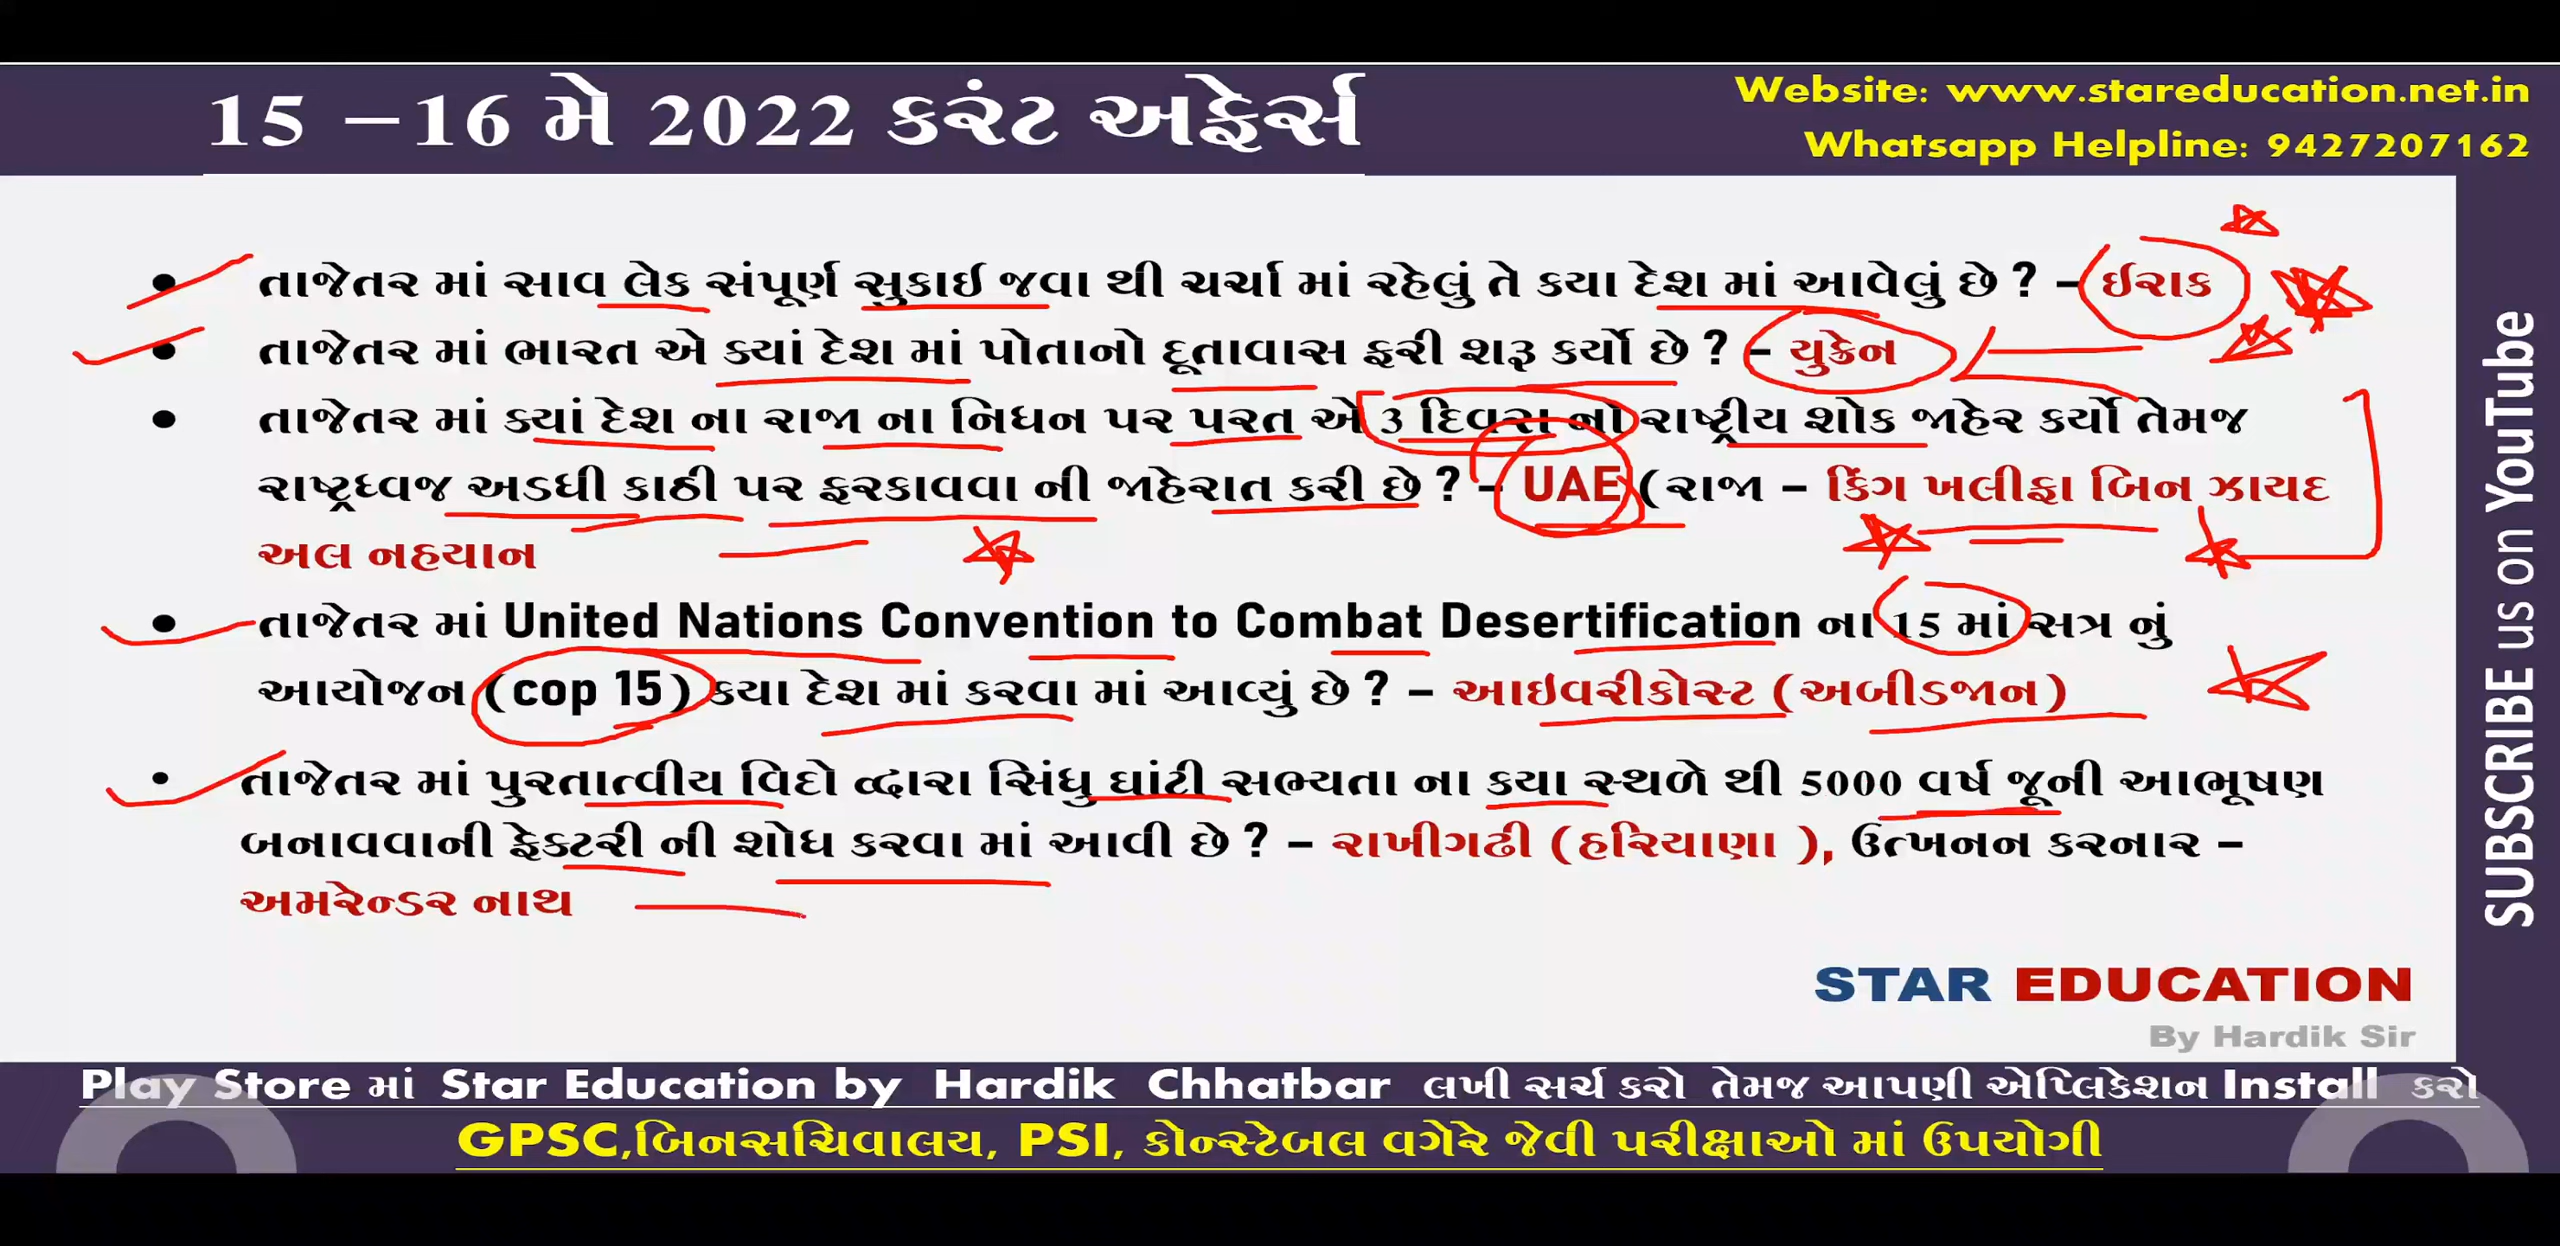 15 –16 મે 2022 કરંટ અફેર્સ
Website: www.stareducation.net.in
Whatsapp Helpline: 9427207162
• તાજેતર માં સાવ લેક સંપૂર્ણ સુકાઇ જવા થી ચર્ચા માં રહેલું તે કયા દેશ માં આવેલું છે ? – ઈરાક
• તાજેતર માં ભારત એ ક્યાં દેશ માં પોતાનો દૂતાવાસ ફરી શરૂ કર્યો છે ? – યુક્રેન
• તાજેતર માં ક્યાં દેશ ના રાજા ના નિધન પર પરત એ 3 દિવસ નો રાષ્ટ્રીય શોક જાહેર કર્યો તેમજ
રાષ્ટ્રધ્વજ અડધી કાઠી પર ફરકાવવા ની જાહેરાત કરી છે ? – UAE (રાજા – કિંગ ખલીફા બિન ઝાયદ
અલ નહયાન
• તાજેતર માં United Nations Convention to Combat Desertification ના 15 માં સત્ર નું
આયોજન (cop 15) કયા દેશ માં કરવા માં આવ્યું છે ? – આઇવરીકોસ્ટ (અબીડજાન)
• તાજેતર માં પુરતાત્વીય વિદો દ્વારા સિંધુ ઘાંટી સભ્યતા ના કયા સ્થળે થી 5000 વર્ષ જૂની આભૂષણ
બનાવવાની ફેક્ટરી ની શોધ કરવા માં આવી છે ? – રાખીગઢી (હરિયાણા ), ઉત્ખનન કરનાર –
અમરેન્ડર નાથ
SUBSCRIBE us on YouTube
STAR EDUCATION
By Hardik Sir
Play Store માં Star Education by Hardik Chhatbar લખી સર્ચ કરો તેમજ આપણી એપ્લિકેશન Install કરો
GPSC,બિનસચિવાલય, PSI, કોન્સ્ટેબલ વગેરે જેવી પરીક્ષાઓ માં ઉપયોગી